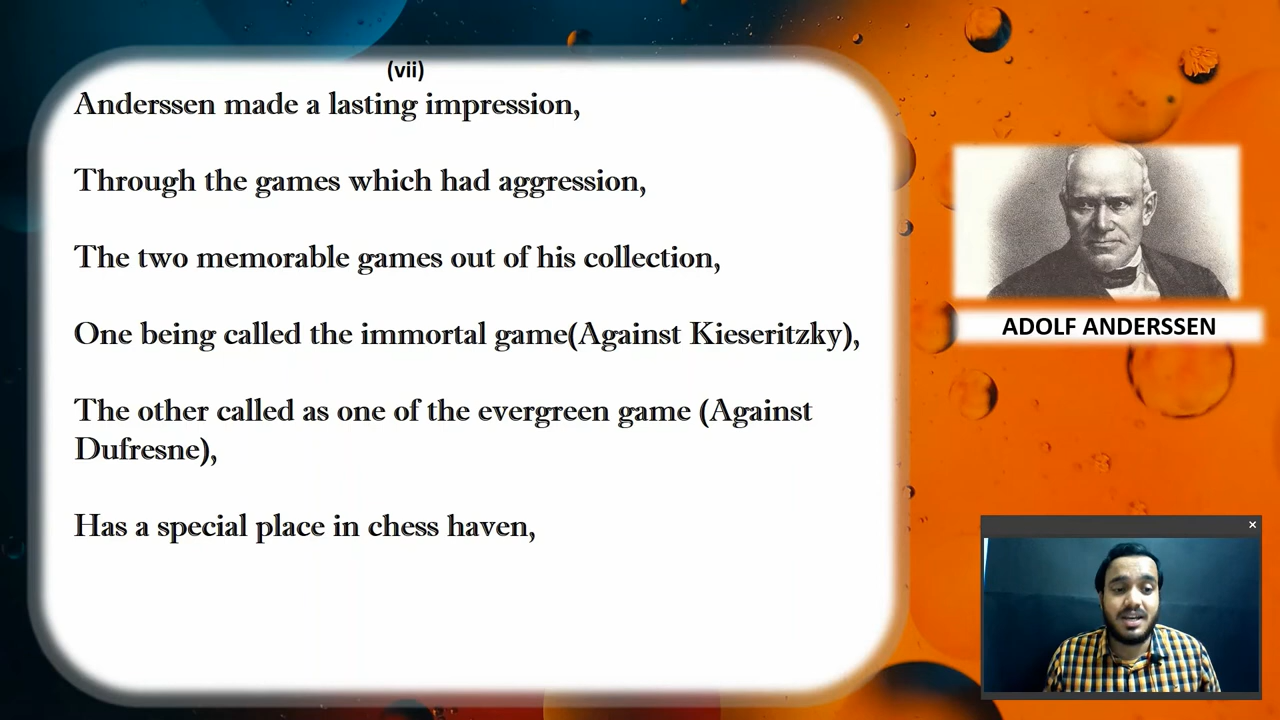 (vii)
Anderssen made a lasting impression,
Through the games which had aggression,
The two memorable games out of his collection,
One being called the immortal game(Against Kieseritzky),
The other called as one of the evergreen game (Against
Dufresne),
Has a special place in chess haven,
ADOLF ANDERSSEN